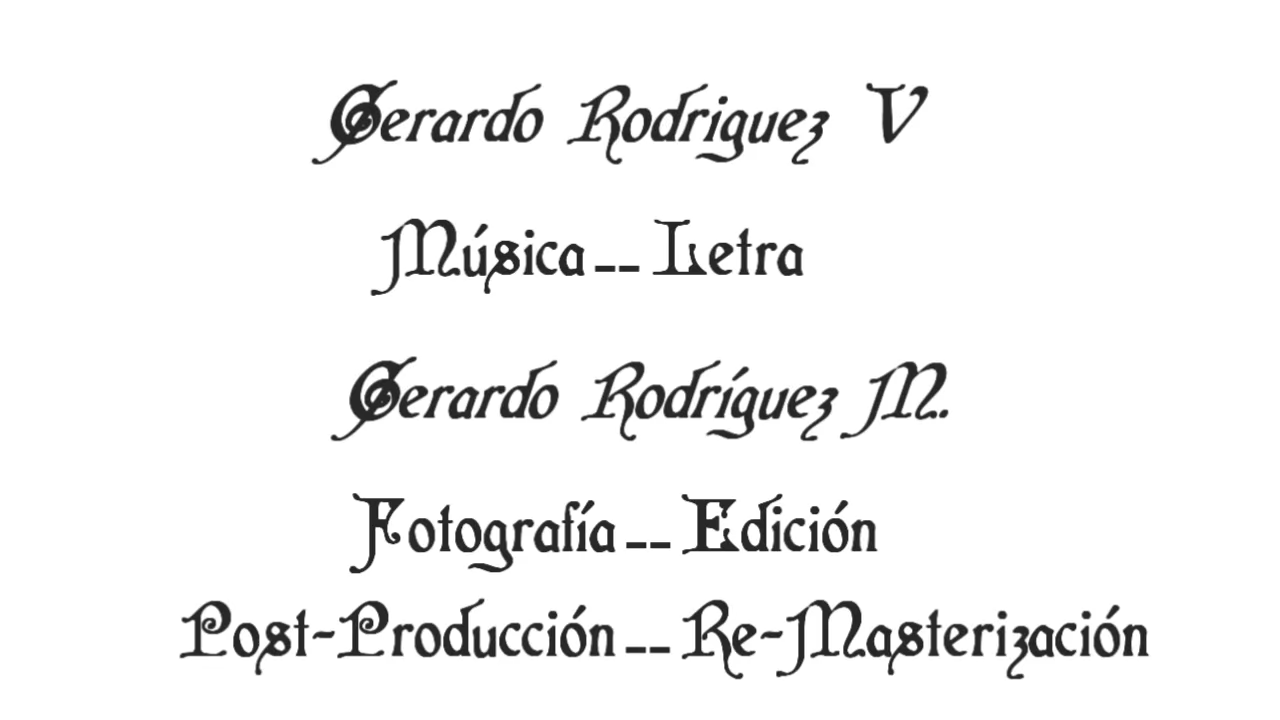 Gerardo Rodriguez V
Música -- Letra
Gerardo Rodríguez M.
Fotografía -- Edición
Post-Producción -- Re-Masterización